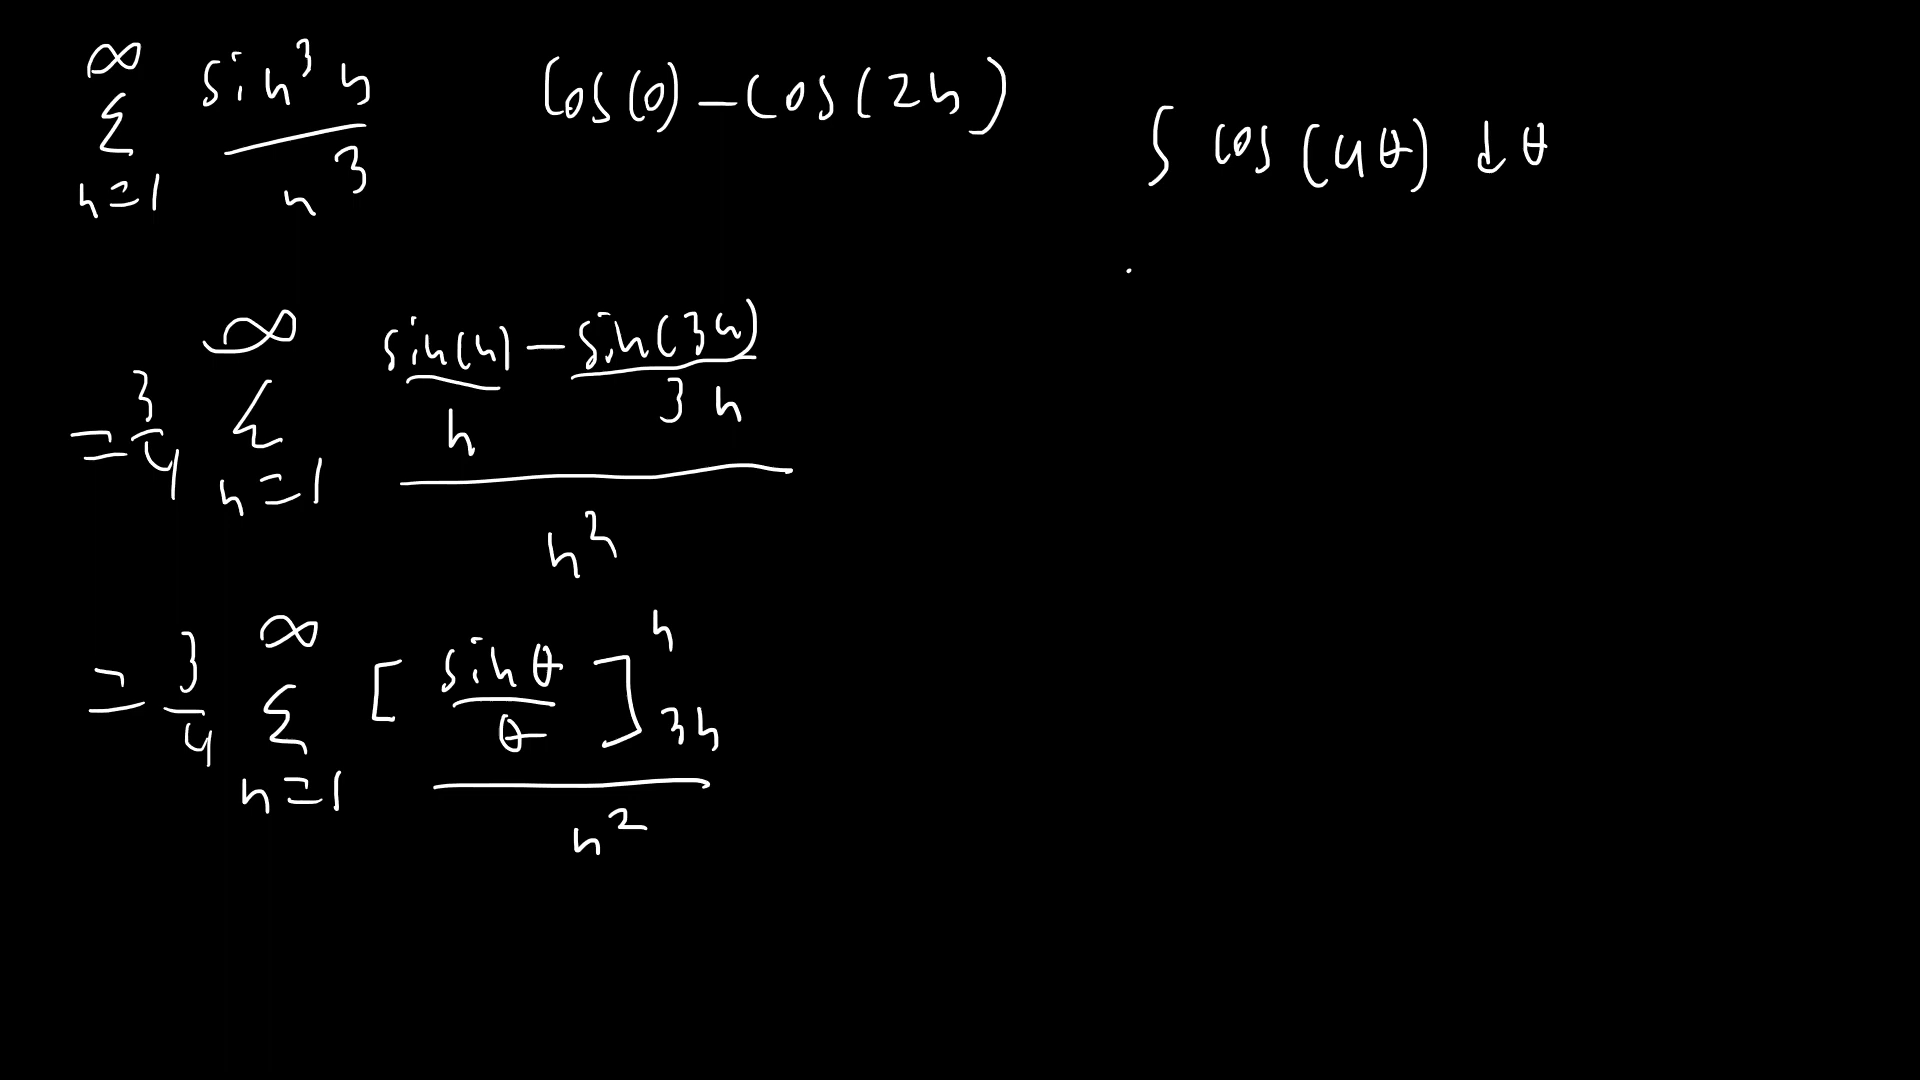 ∞
∑ sin³n / n³
n=1
cos(0) − cos(2n)
∫ cos(4θ) dθ
= 3/4 ∞ ∑ n=1 (sin(n)/n − sin(3n)/3n) / n²
= 3/4 ∞ ∑ n=1 [sinθ/θ]ⁿ₃ₙ / n²